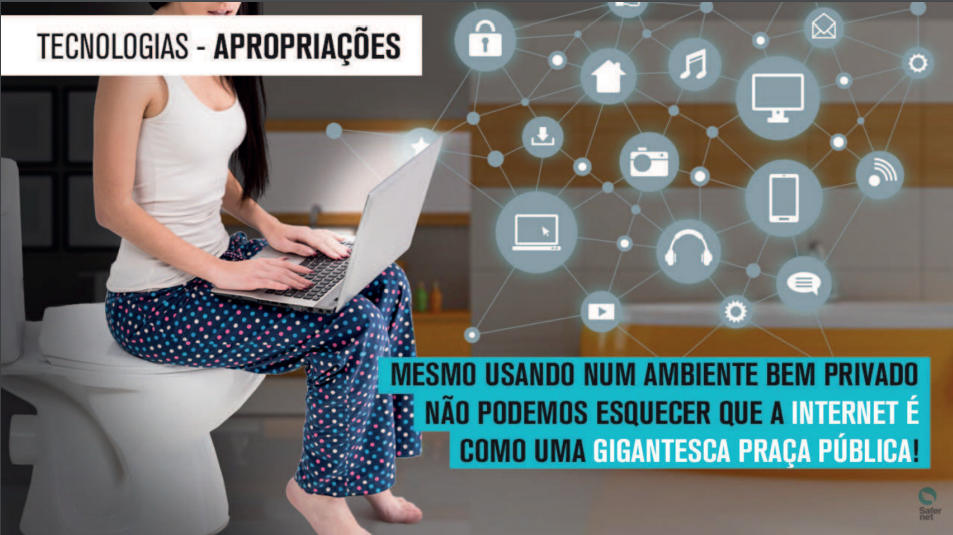 TECNOLOGIAS - APROPRIAÇÕES
MESMO USANDO NUM AMBIENTE BEM PRIVADO
NÃO PODEMOS ESQUECER QUE A INTERNET É
COMO UMA GIGANTESCA PRAÇA PÚBLICA!
Safer
net